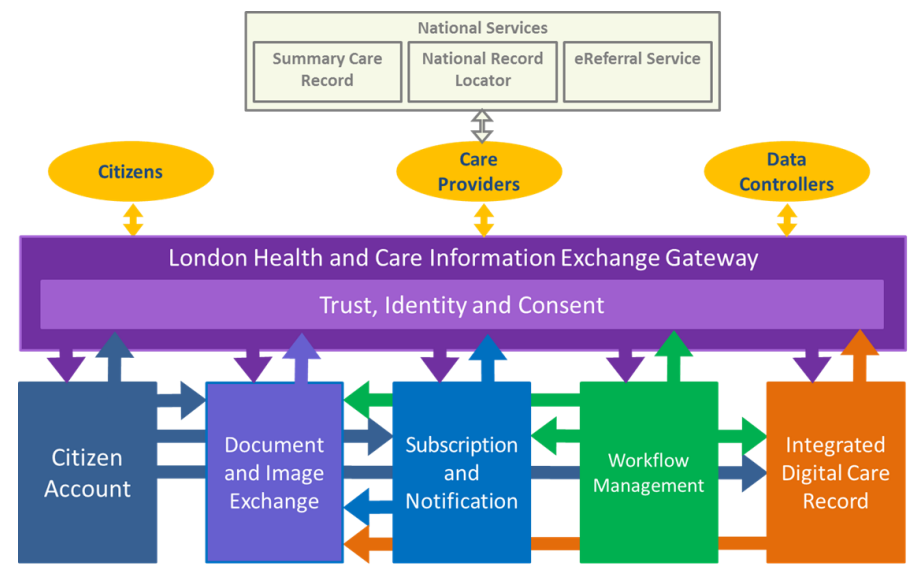 National Services
Summary Care
Record
National Record
Locator
eReferral Service
Citizens
Care
Providers
Data
Controllers
London Health and Care Information Exchange Gateway
Trust, Identity and Consent
Citizen
Account
Document
and Image
Exchange
Subscription
and
Notification
Workflow
Management
Integrated
Digital Care
Record